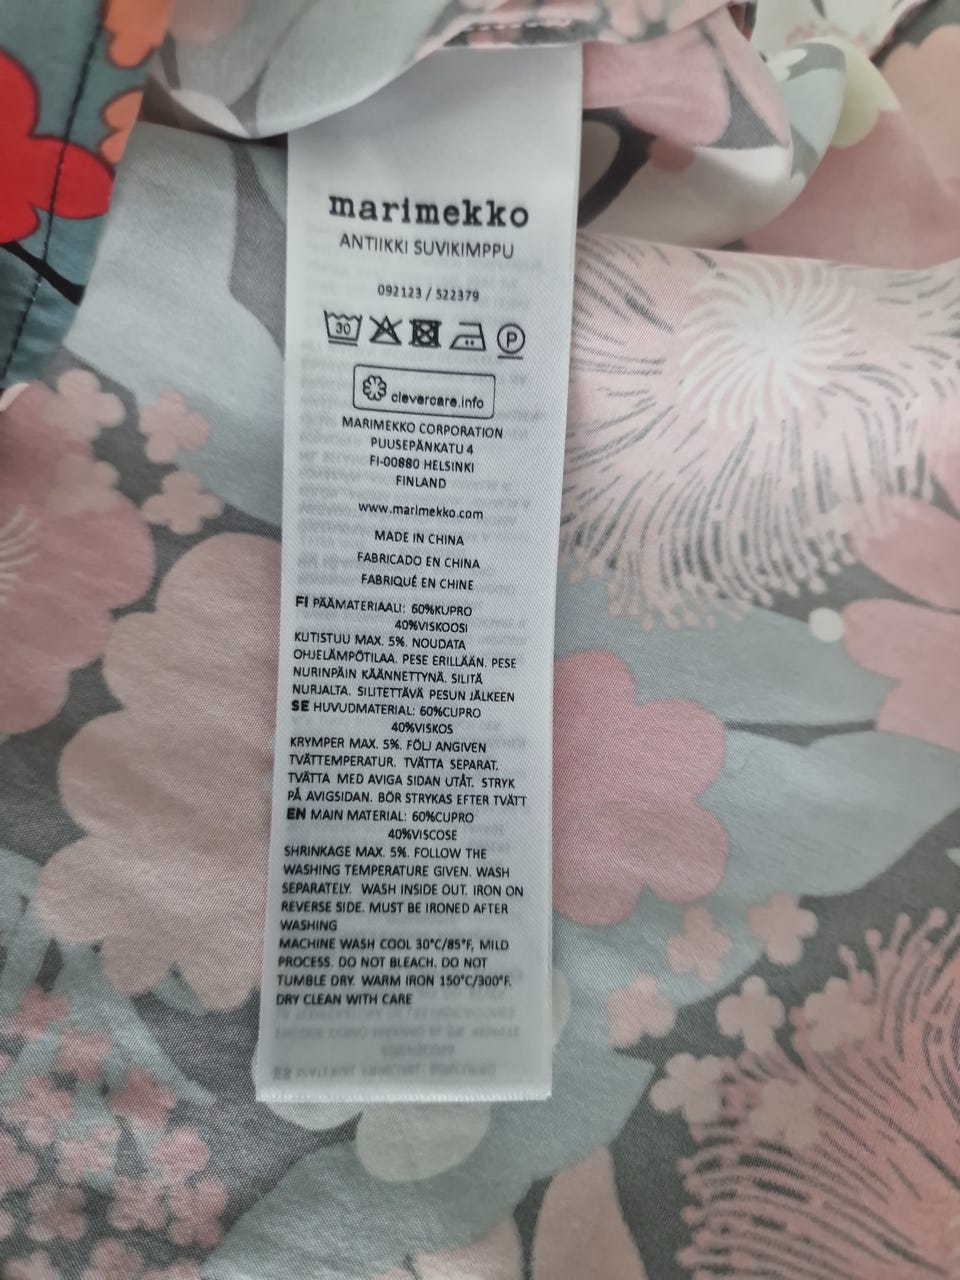 marimekko
ANTIIKKI SUVIKIMPPU
092123 / 522379
30 P
clevercare.info
MARIMEKKO CORPORATION
PUUSEPÄNKATU 4
FI-00880 HELSINKI
FINLAND
www.marimekko.com
MADE IN CHINA
FABRICADO EN CHINA
FABRIQUÉ EN CHINE
FI PÄÄMATERIAALI: 60%KUPRO
40%VISKOOSI
KUTISTUU MAX. 5%. NOUDATA
OHJELÄMPÖTILAA. PESE ERILLÄÄN. PESE
NURINPÄIN KÄÄNNETTYNÄ. SILITÄ
NURJALTA. SILITETTÄVÄ PESUN JÄLKEEN
SE HUVUDMATERIAL: 60%CUPRO
40%VISKOS
KRYMPER MAX. 5%. FÖLJ ANGIVEN
TVÄTTEMPERATUR. TVÄTTA SEPARAT.
TVÄTTA MED AVIGA SIDAN UTÅT. STRYK
PÅ AVIGSIDAN. BÖR STRYKAS EFTER TVÄTT
EN MAIN MATERIAL: 60%CUPRO
40%VISCOSE
SHRINKAGE MAX. 5%. FOLLOW THE
WASHING TEMPERATURE GIVEN. WASH
SEPARATELY. WASH INSIDE OUT. IRON ON
REVERSE SIDE. MUST BE IRONED AFTER
WASHING
MACHINE WASH COOL 30°C/85°F, MILD
PROCESS. DO NOT BLEACH. DO NOT
TUMBLE DRY. WARM IRON 150°C/300°F.
DRY CLEAN WITH CARE